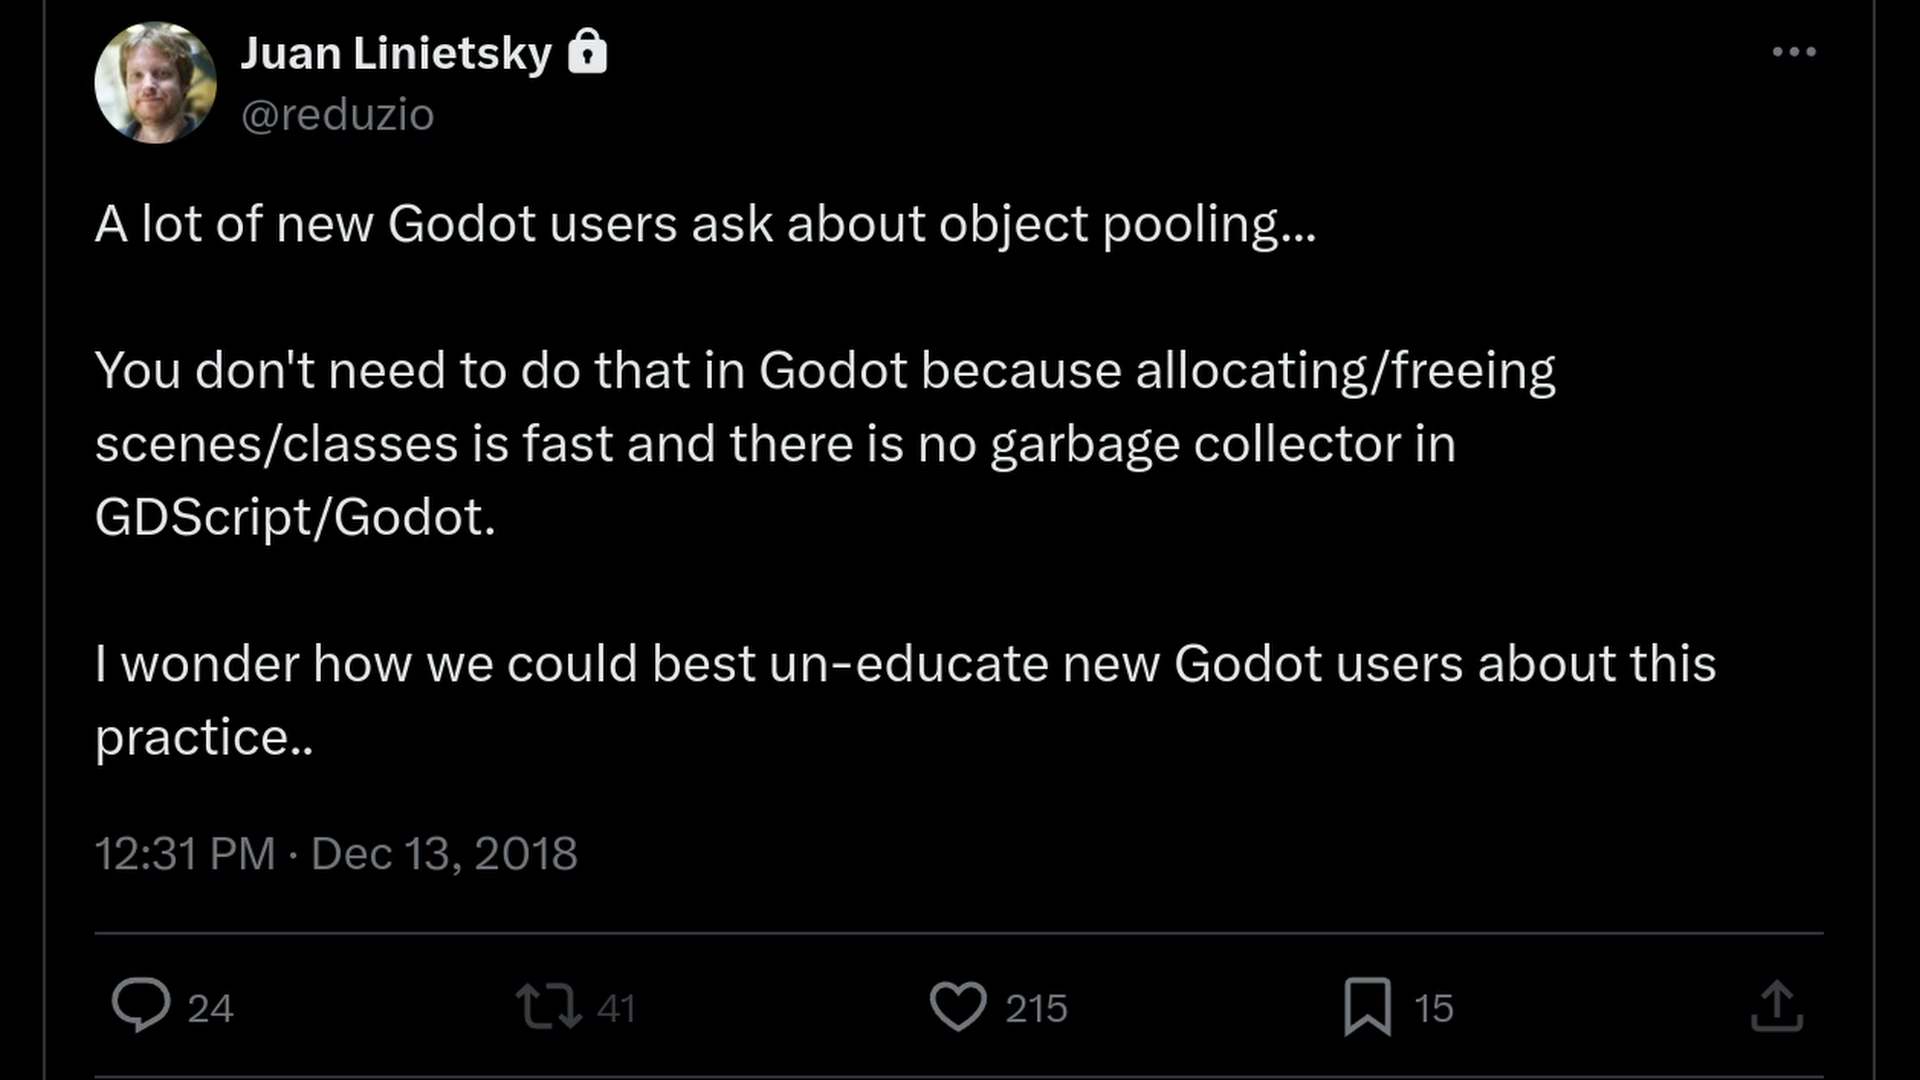 Juan Linietsky
@reduzio
A lot of new Godot users ask about object pooling...
You don't need to do that in Godot because allocating/freeing
scenes/classes is fast and there is no garbage collector in
GDScript/Godot.
I wonder how we could best un-educate new Godot users about this
practice..
12:31 PM · Dec 13, 2018
24 41 215 15